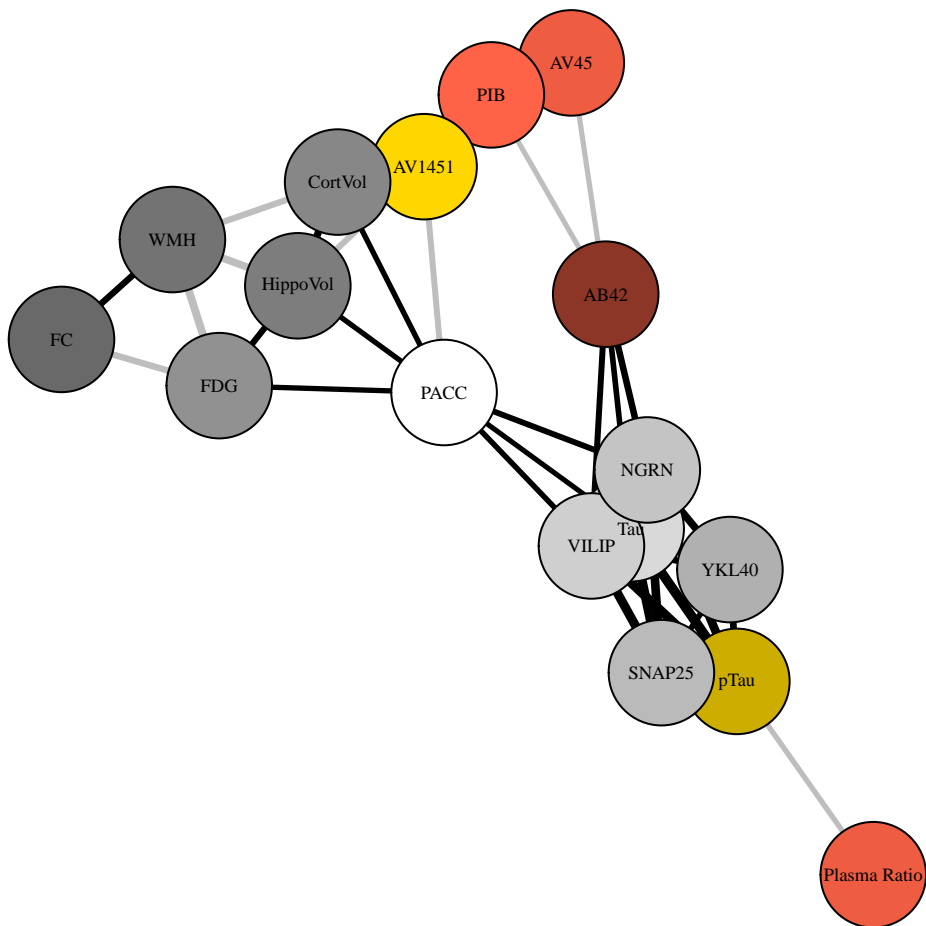 AV45
PIB
AV1451
CortVol
WMH
HippoVol
AB42
FC
FDG
PACC
NGRN
Tau
VILIP
YKL40
SNAP25
pTau
Plasma Ratio